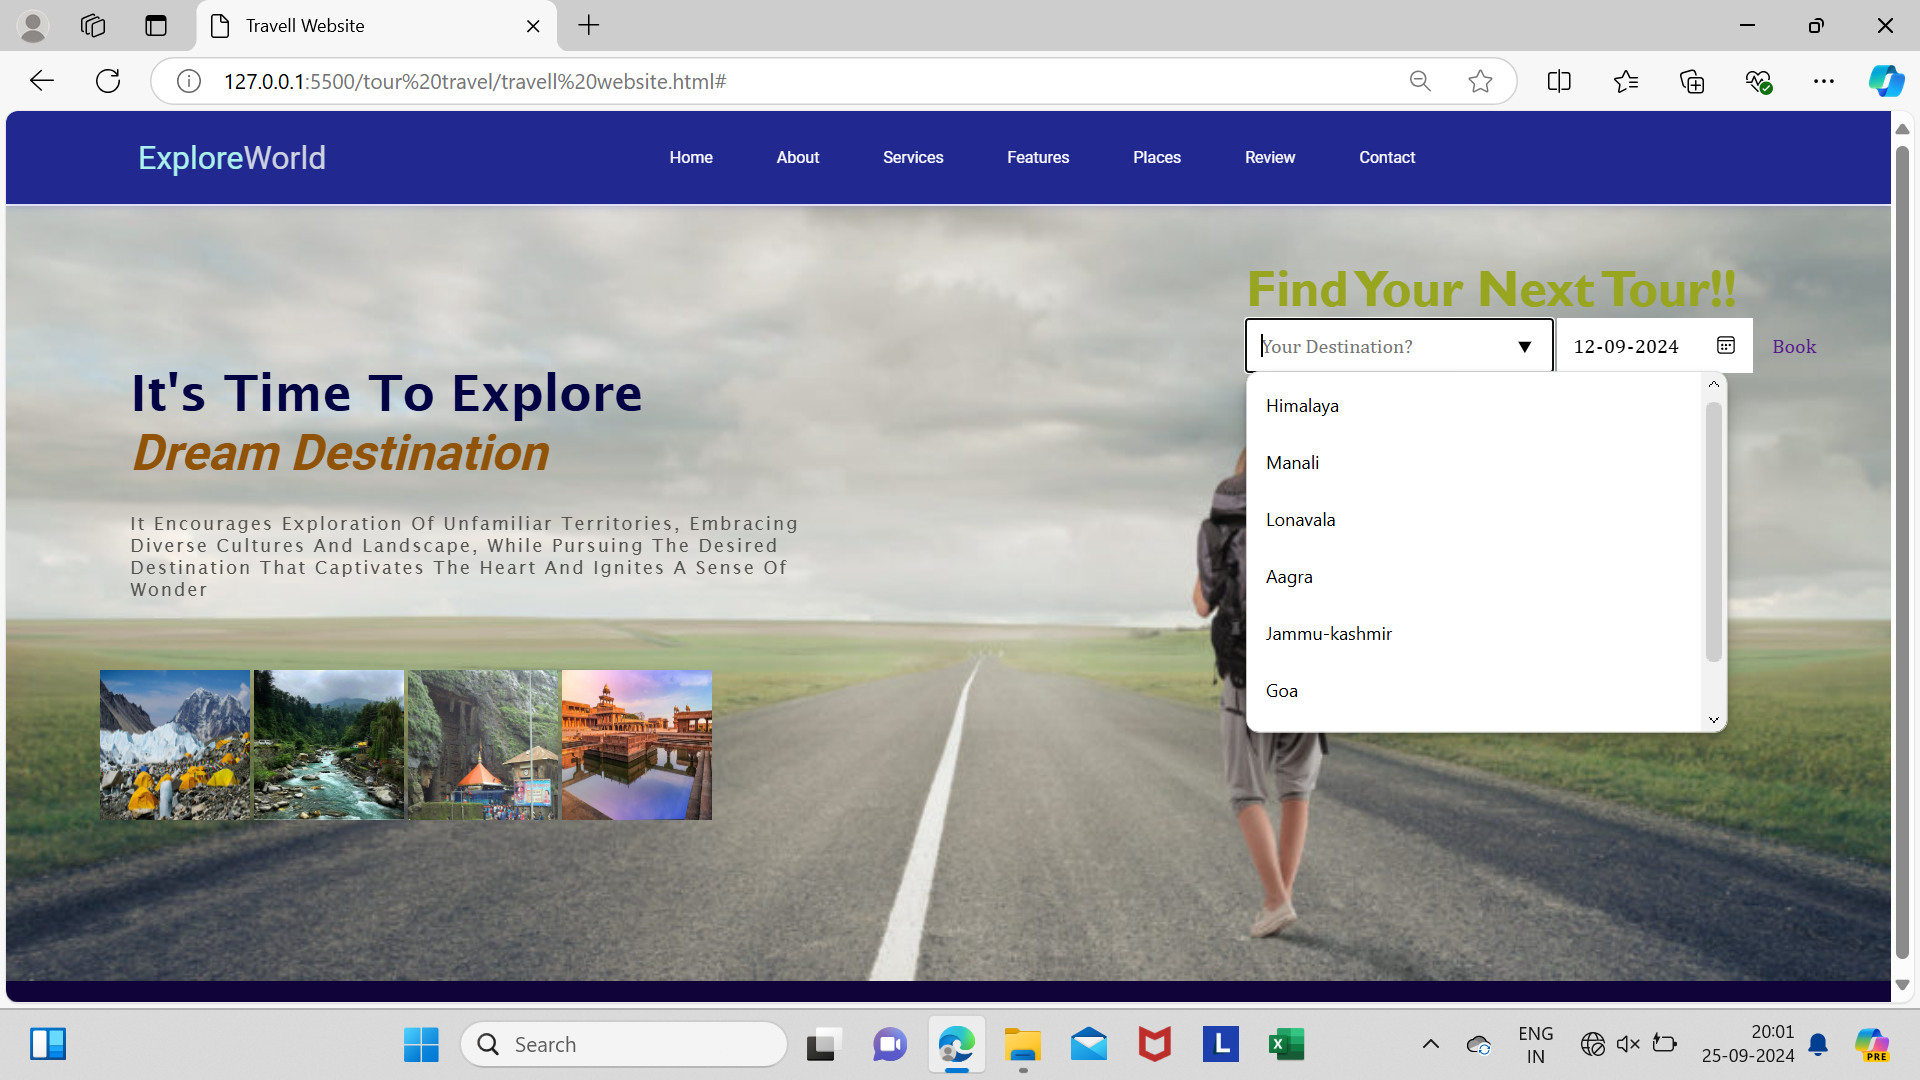 Travell Website
127.0.0.1:5500/tour%20travel/travell%20website.html#
ExploreWorld
Home About Services Features Places Review Contact
Find Your Next Tour!!
Your Destination? 12-09-2024 Book
It's Time To Explore
Dream Destination
It Encourages Exploration Of Unfamiliar Territories, Embracing
Diverse Cultures And Landscape, While Pursuing The Desired
Destination That Captivates The Heart And Ignites A Sense Of
Wonder
Himalaya
Manali
Lonavala
Aagra
Jammu-kashmir
Goa
Search
L
ENG
IN
20:01
25-09-2024
PRE